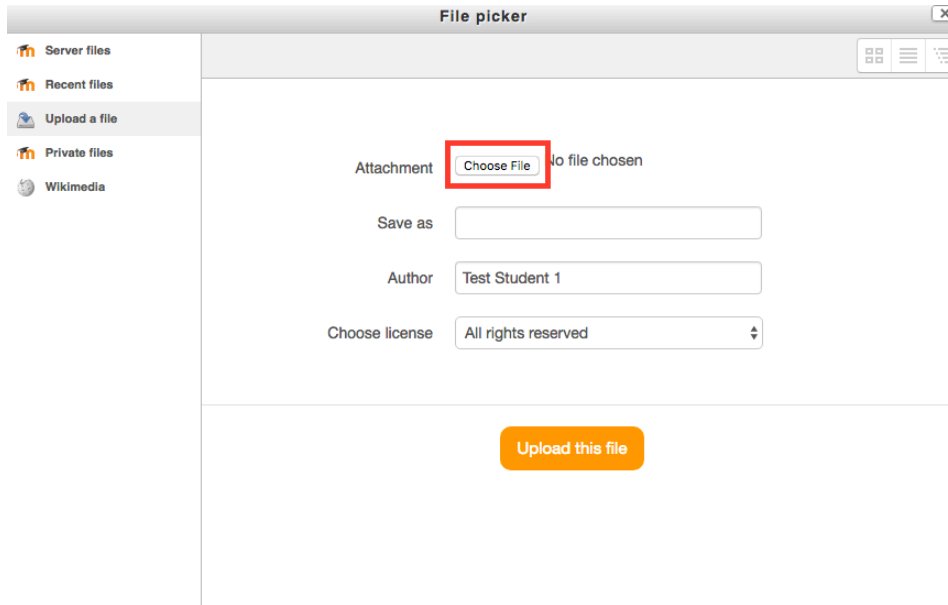 File picker
Server files
Recent files
Upload a file
Private files
Wikimedia
Attachment Choose File No file chosen
Save as
Author Test Student 1
Choose license All rights reserved
Upload this file